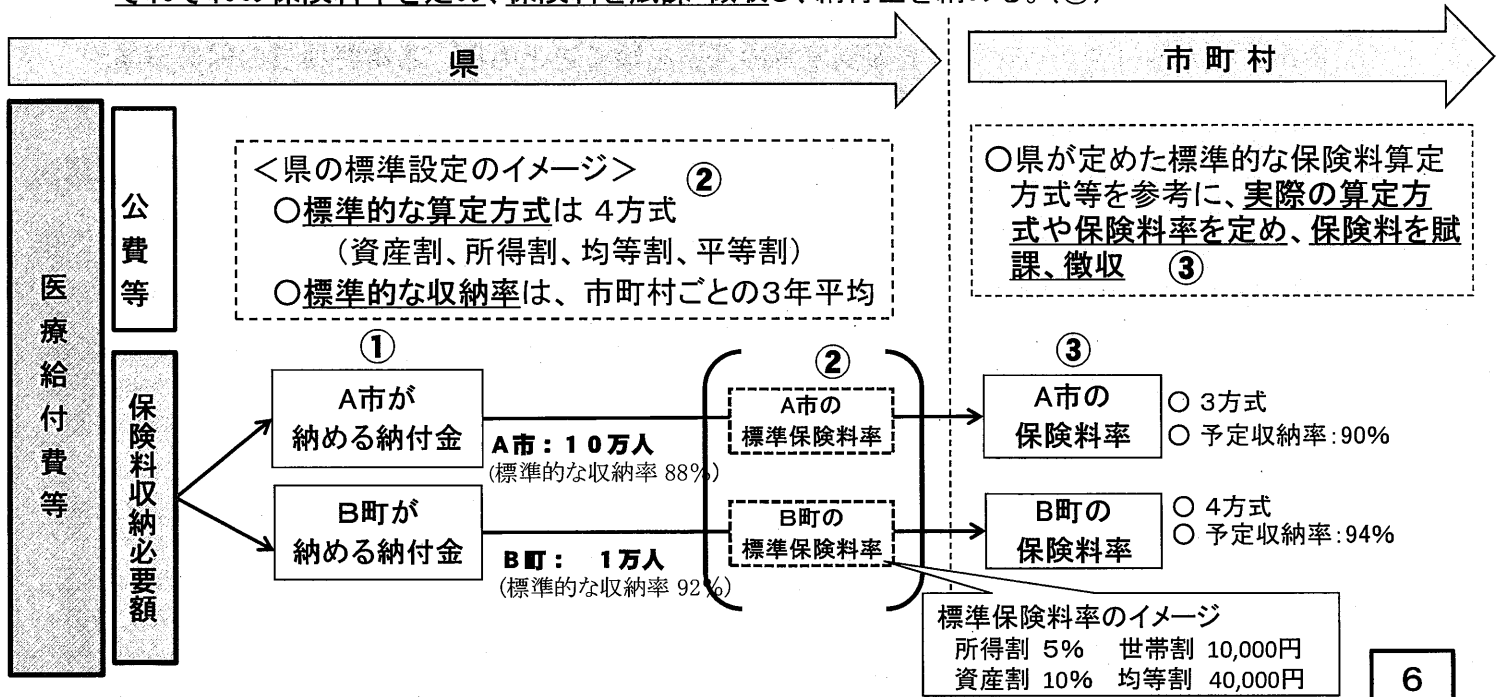 県
市町村
＜県の標準設定のイメージ＞ ②
○標準的な算定方式は 4方式
（資産割、所得割、均等割、平等割）
○標準的な収納率は、市町村ごとの3年平均
○県が定めた標準的な保険料算定
方式等を参考に、実際の算定方
式や保険料率を定め、保険料を賦
課、徴収 ③
医療給付費等
公費等
保険料収納必要額
①
A市が
納める納付金
A市：10万人
(標準的な収納率 88%)
B町が
納める納付金
B町： 1万人
(標準的な収納率 92%)
②
A市の
標準保険料率
B町の
標準保険料率
③
A市の
保険料率
○ 3方式
○ 予定収納率：90%
B町の
保険料率
○ 4方式
○ 予定収納率：94%
標準保険料率のイメージ
所得割 5% 世帯割 10,000円
資産割 10% 均等割 40,000円
6